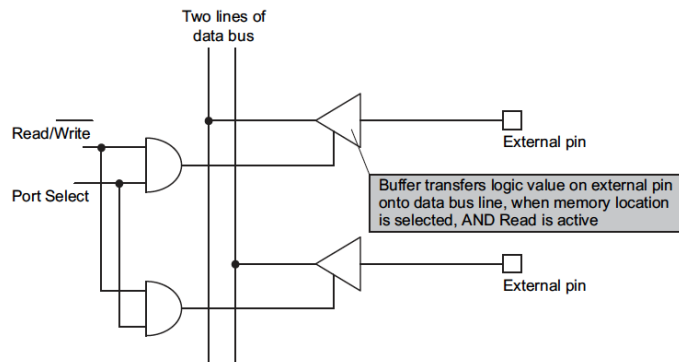 Two lines of
data bus
Read/Write
External pin
Port Select
Buffer transfers logic value on external pin
onto data bus line, when memory location
is selected, AND Read is active
External pin